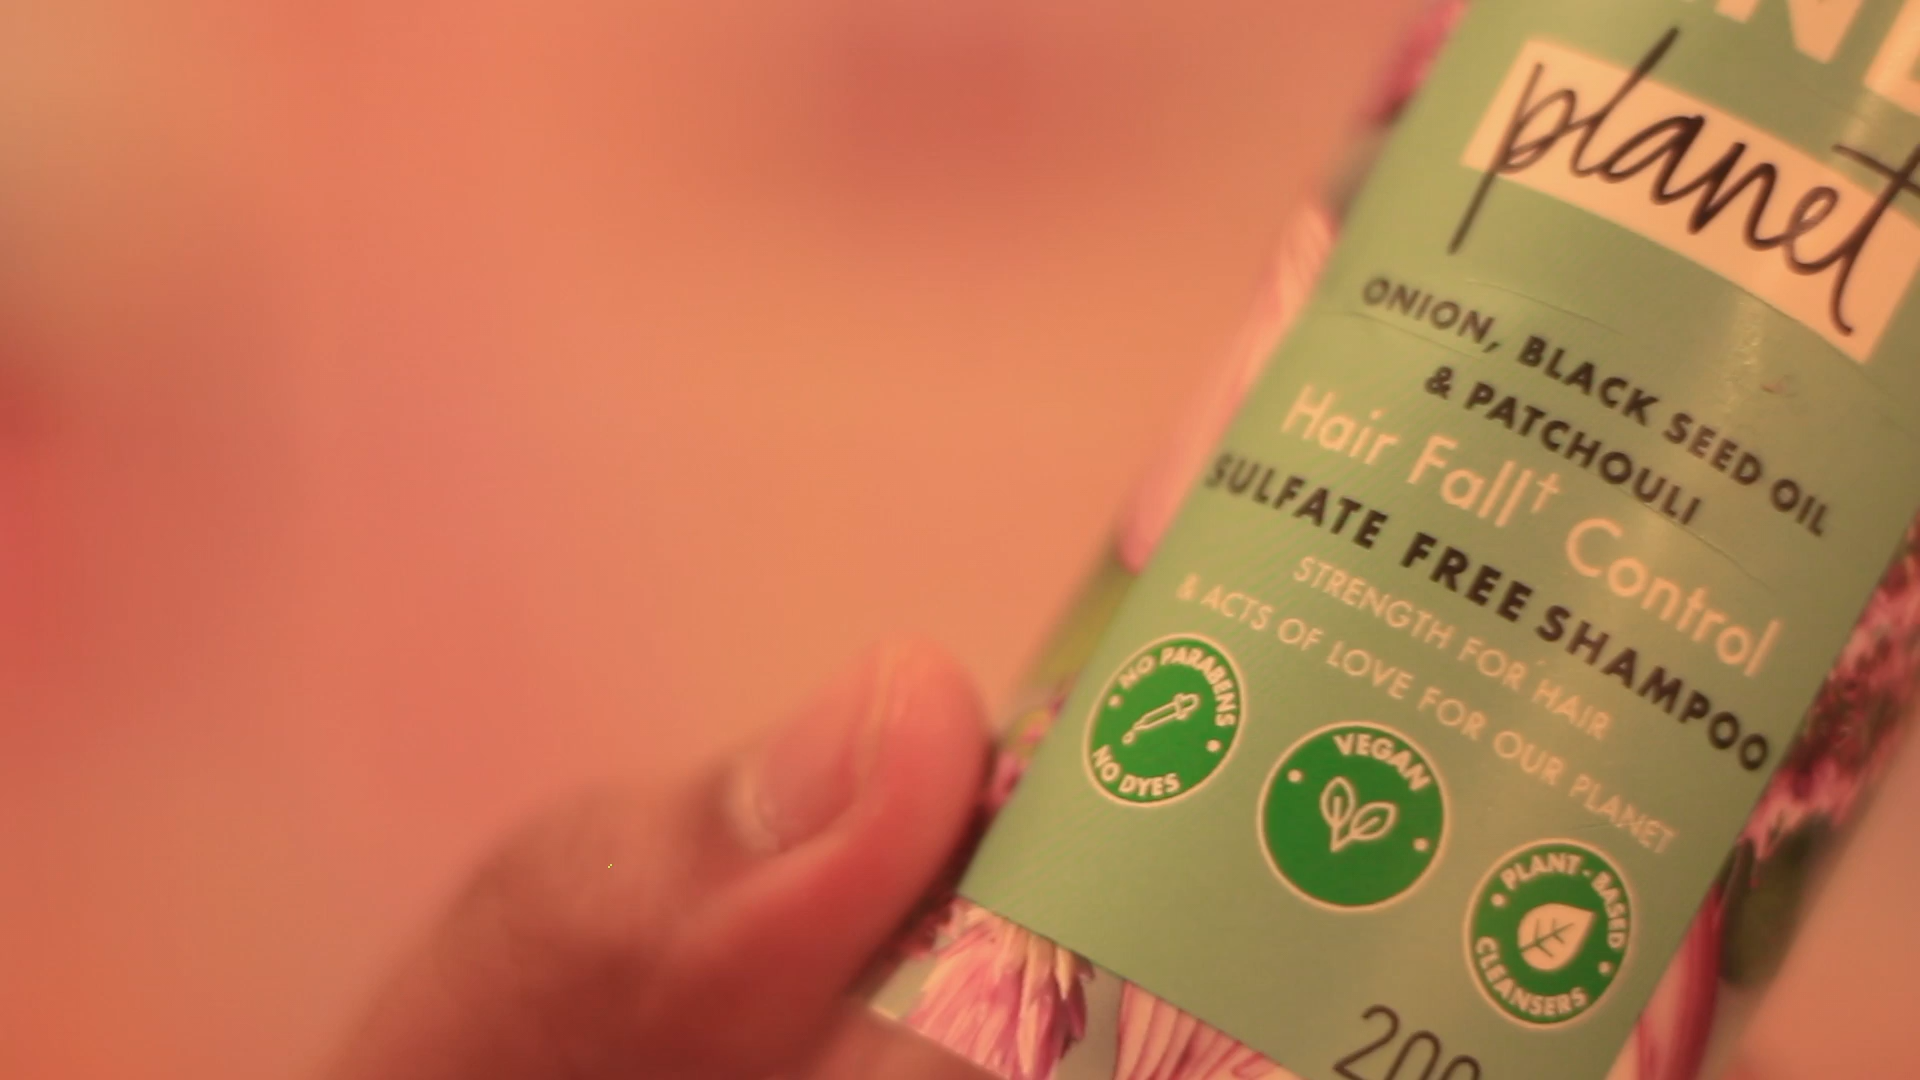 planet
ONION, BLACK SEED OIL
& PATCHOULI
Hair Fall† Control
SULFATE FREE SHAMPOO
STRENGTH FOR HAIR
& ACTS OF LOVE FOR OUR PLANET
NO PARABENS
NO DYES
VEGAN
PLANT-BASED
CLEANSERS
200